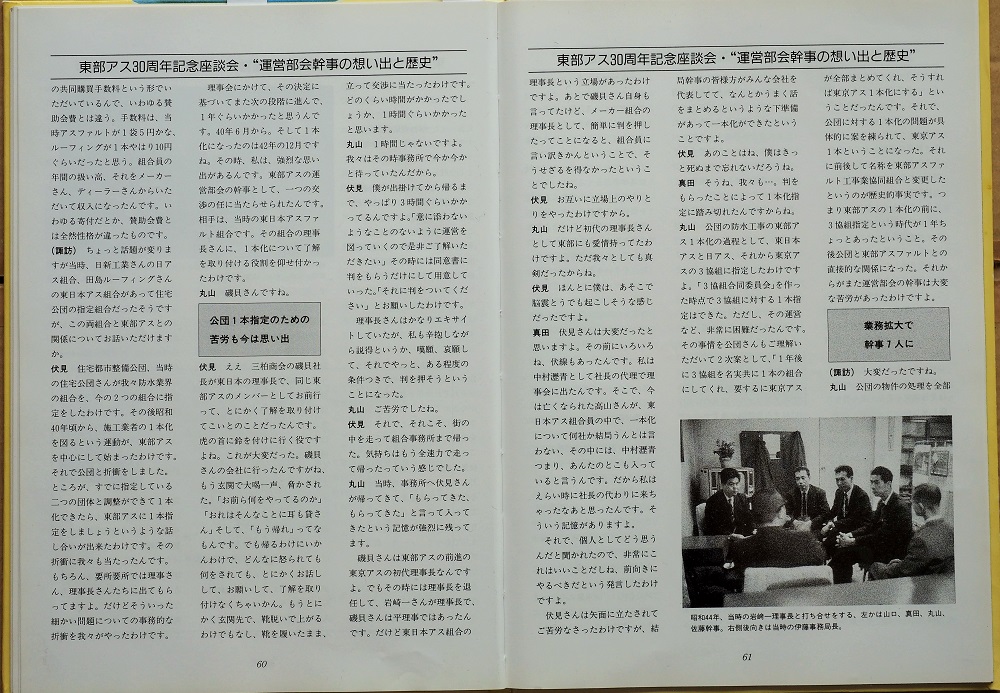 東部アス30周年記念座談会・“運営部会幹事の想い出と歴史”
の共同購買手数料という形でい
ただいているんで、いわゆる賛
助会費とは違う。手数料は、当
時アスファルトが1袋5円かな、
ルーフィングが1本やはり10円
ぐらいだったと思う。組合員の
年間の扱い高、それをメーカー
さん、ディーラーさんからいた
だいて収入になったんです。い
わゆる寄付だとか、賛助会費と
は全然性格が違ったものです。
(諏訪) ちょっと話題が変りま
すが当時、日新工業さんの日ア
ス組合、田島ルーフィングさん
の東日本アス組合があって住宅
公団の指定組合だったそうです
が、この両組合と東部アスとの
関係についてお話いただけます
か。
伏見 住宅都市整備公団、当時
の住宅公団さんが我々防水業界
の組合を、今の2つの組合に指
定をしたわけです。その後昭和
40年頃から、施工業者の1本化
を図るという運動が、東部アス
を中心にして始まったわけです。
それで公団と折衝をしました。
ところが、すでに指定している
二つの団体と調整ができて1本
化できたら、東部アスに1本指
定をしましょうというような話
し合いが出来たわけです。その
折衝に我々も当たったんです。
もちろん、要所要所では理事さ
ん、理事長さんたちに出てもら
ってますよ。だけどそういった
細かい問題についての事務的な
折衝を我々がやったわけです。
理事会にかけて、その決定に
基づいてまた次の段階に進んで、
1年ぐらいかかったと思うんで
す。40年6月から。そして1本
化になったのは42年の12月です
ね。その時、私は、強烈な思い
出があるんです。東部アスの運
営部会の幹事として、一つの交
渉の任に当たらせられたんです。
相手は、当時の東日本アスファ
ルト組合です。その組合の理事
長さんに、1本化について了解
を取り付ける役割を仰せ付かっ
たわけです。
丸山 磯貝さんですね。
公団1本指定のための
苦労も今は思い出
伏見 ええ 三柏商会の磯貝社
長が東日本の理事長で、同じ東
部アスのメンバーとしてお前行
って、とにかく了解を取り付け
てこいとのことだったんです。
虎の首に鈴を付けに行く役です
よね。これが大変だった。磯貝
さんの会社に行ったんですがね、
もう玄関で大喝一声、脅かされ
た。「お前ら何をやってるのか」
「おれはそんなことに耳も貸さ
ん」そして、「もう帰れ」ってな
もんです。でも帰るわけにいか
んわけで、どんなに怒られても
何をされても、とにかくお話し
して、お願いして、了解を取り
付けなくちゃいかん。もうとに
かく玄関先で、靴脱いで上がる
わけでもなし、靴を履いたまま、
立って交渉に当たったわけです。
どのくらい時間がかかったでし
ょうか、1時間ぐらいかかった
と思います。
丸山 1時間じゃないですよ。
我々はその時事務所で今か今か
と待っていたんだから。
伏見 僕が出掛けてから帰るま
で、やっぱり3時間ぐらいかか
ってるんですよ。「意に添わない
ようなことのないように運営を
図っていくので是非ご了解いた
だきたい」その時には同意書に
判をもらうだけにして用意して
いった。「それに判をついてくだ
さい」とお願いしたわけです。
理事長さんはかなりエキサイ
トしていたが、私も辛抱しなが
ら説得というか、嘆願、哀願し
て、それでやっと、ある程度の
条件つきで、判を押そうという
ことになった。
丸山 ご苦労でしたね。
伏見 それで、それこそ、街の
中を走って組合事務所まで帰っ
た。気持ちはもう全速力で走っ
て帰ったっていう感じでした。
丸山 当時、事務所へ伏見さん
が帰ってきて、「もらってきた、
もらってきた」と言って入って
きたという記憶が強烈に残って
ます。
磯貝さんは東部アスの前進の
東京アスの初代理事長なんです
よ。でもその時には理事長を退
任して、岩崎一さんが理事長で、
磯貝さんは平理事ではあったん
です。だけど東日本アス組合の
60
東部アス30周年記念座談会・“運営部会幹事の想い出と歴史”
理事長という立場があったわけ
ですよ。あとで磯貝さん自身も
言ってたけど、メーカー組合の
理事長として、簡単に判を押し
たってことになると、組合員に
言い訳きかんということで、そ
うせざるを得なかったというこ
とでしたね。
伏見 お互いに立場上のやりと
りをやったわけですから。
丸山 だけど初代の理事長さん
として東部にも愛情持ってたわ
けですよ。ただ我々としても真
剣だったからね。
伏見 ほんとに僕は、あそこで
脳震とうでも起こしそうな感じ
だったです。
真田 伏見さんは大変だったと
思いますよ。その前にいろいろ
ね、伏線もあったんです。私は
中村瀝青として社長の代理で理
事会に出たんです。そこで、今
は亡くなられた高山さんが、東
日本アス組合員の中で、一本化
について何社か結局うんとは言
わない、その中には、中村瀝青
つまり、あんたのとこも入って
いると言うんです。だから私は
えらい時に社長の代わりに来ち
ゃったなあと思ったんです。そ
ういう記憶がありますよ。
それで、個人としてどう思う
んだと聞かれたので、非常にこ
れはいいことだしね、前向きに
やるべきだという発言したわけ
ですよ。
伏見さんは矢面に立たされて
ご苦労なさったわけですが、結
局幹事の皆様方がみんな会社を
代表してて、なんとかうまく話
をまとめるというような下準備
があって一本化ができたという
ことですよ。
伏見 あのことはね、僕はきっ
と死ぬまで忘れないだろうね。
真田 そうね、我々も…。判を
もらったことによって1本化指
定に踏み切れたんですからね。
丸山 公団の防水工事の東部ア
ス1本化の過程として、東日本
アスと日アス、それから東京アス
の3協組に指定したわけです
よ。「3協組合同委員会」を作っ
た時点で3協組に対する1本指
定はできた。ただし、その運営
など、非常に困難だったんです。
その事情を公団さんもご理解い
ただいて2次案として、「1年後
に3協組を名実共に1本の組合
にしてくれ、要するに東京アス
が全部まとめてくれ、そうすれ
ば東京アス1本化にする」とい
うことだったんです。それで、
公団に対する1本化の問題が具
体的に案を練られて、東京アス
1本ということになった。それ
に前後して名称を東部アスファ
ルト工事業協同組合と変更した
というのが歴史的事実です。つ
まり東部アスの1本化の前に、
3協組指定という時代が1年ち
ょっとあったということ。その
後公団と東部アスファルトとの
直接的な関係になった。それか
らがまた運営部会の幹事は大変
な苦労があったわけですよ。
業務拡大で
幹事7人に
(諏訪) 大変だったですね。
丸山 公団の物件の処理を全部
昭和44年、当時の岩崎一理事長と打ち合せをする、左かは山口、真田、丸山、
佐藤幹事。右側後向きは当時の伊藤事務局長。
61